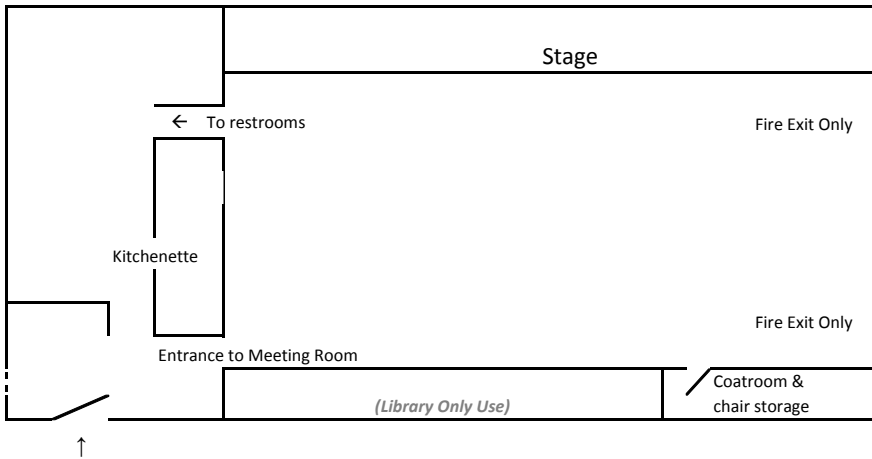 Stage
← To restrooms
Fire Exit Only
Kitchenette
Fire Exit Only
Entrance to Meeting Room
Coatroom &
chair storage
(Library Only Use)
↑